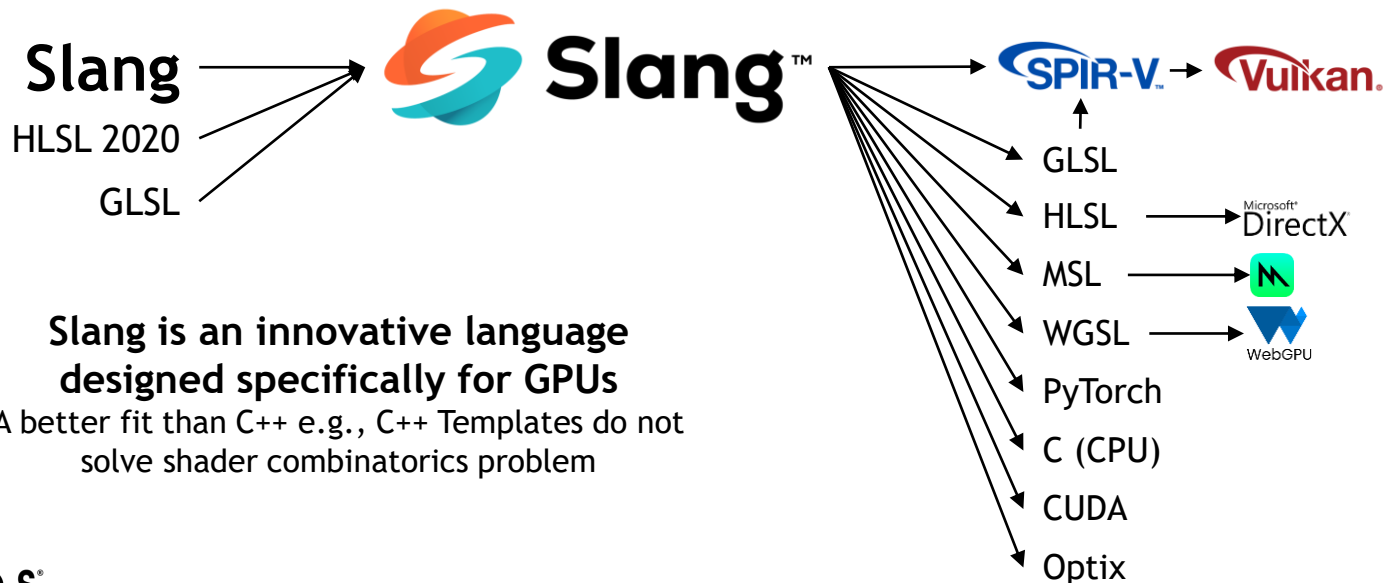 Slang
HLSL 2020
GLSL
Slang™
SPIR-V™
Vulkan®
GLSL
HLSL
Microsoft®
DirectX®
MSL
WGSL
WebGPU
PyTorch
C (CPU)
CUDA
Optix
Slang is an innovative language
designed specifically for GPUs
A better fit than C++ e.g., C++ Templates do not
solve shader combinatorics problem
S®